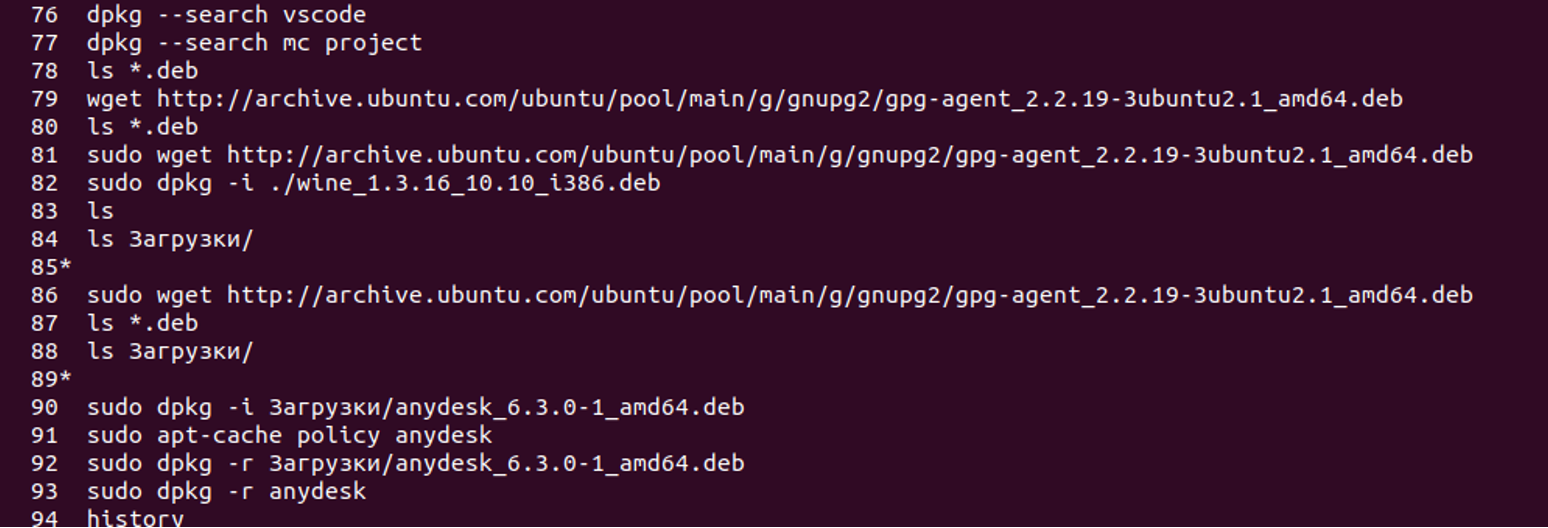 76 dpkg --search vscode
77 dpkg --search mc project
78 ls *.deb
79 wget http://archive.ubuntu.com/ubuntu/pool/main/g/gnupg2/gpg-agent_2.2.19-3ubuntu2.1_amd64.deb
80 ls *.deb
81 sudo wget http://archive.ubuntu.com/ubuntu/pool/main/g/gnupg2/gpg-agent_2.2.19-3ubuntu2.1_amd64.deb
82 sudo dpkg -i ./wine_1.3.16_10.10_i386.deb
83 ls
84 ls Загрузки/
85*
86 sudo wget http://archive.ubuntu.com/ubuntu/pool/main/g/gnupg2/gpg-agent_2.2.19-3ubuntu2.1_amd64.deb
87 ls *.deb
88 ls Загрузки/
89*
90 sudo dpkg -i Загрузки/anydesk_6.3.0-1_amd64.deb
91 sudo apt-cache policy anydesk
92 sudo dpkg -r Загрузки/anydesk_6.3.0-1_amd64.deb
93 sudo dpkg -r anydesk
94 history